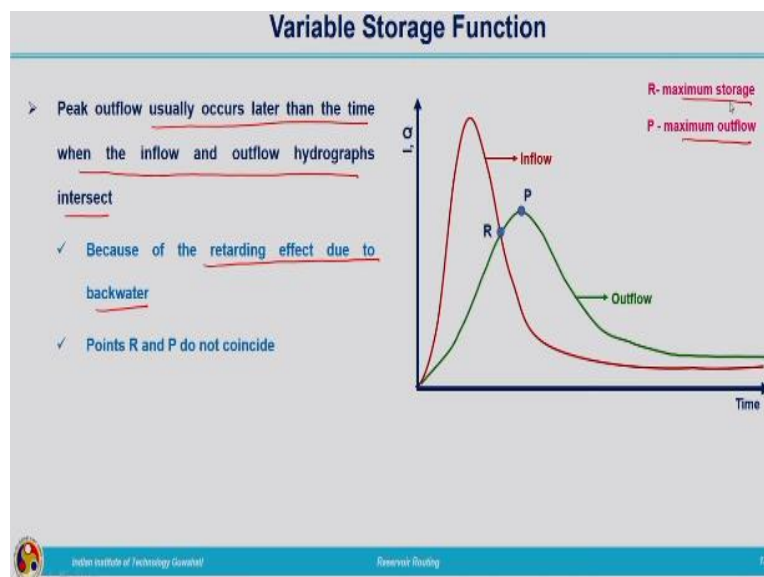 Variable Storage Function
➢ Peak outflow usually occurs later than the time
when the inflow and outflow hydrographs
intersect
✓ Because of the retarding effect due to
backwater
✓ Points R and P do not coincide
R- maximum storage
P - maximum outflow
I, Q
Inflow
P
R
Outflow
Time
Indian Institute of Technology Guwahati
Reservoir Routing